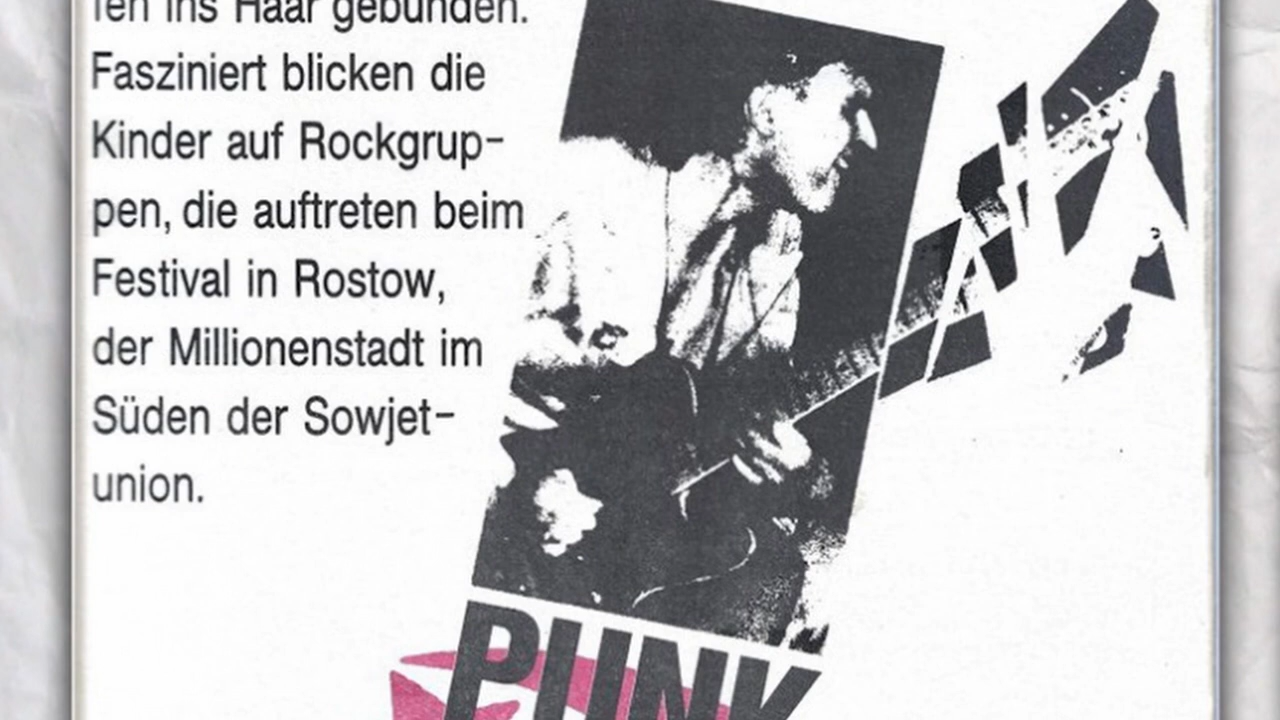 fen ins Haar gebunden.
Fasziniert blicken die
Kinder auf Rockgrup-
pen, die auftreten beim
Festival in Rostow,
der Millionenstadt im
Süden der Sowjet-
union.
PUNK